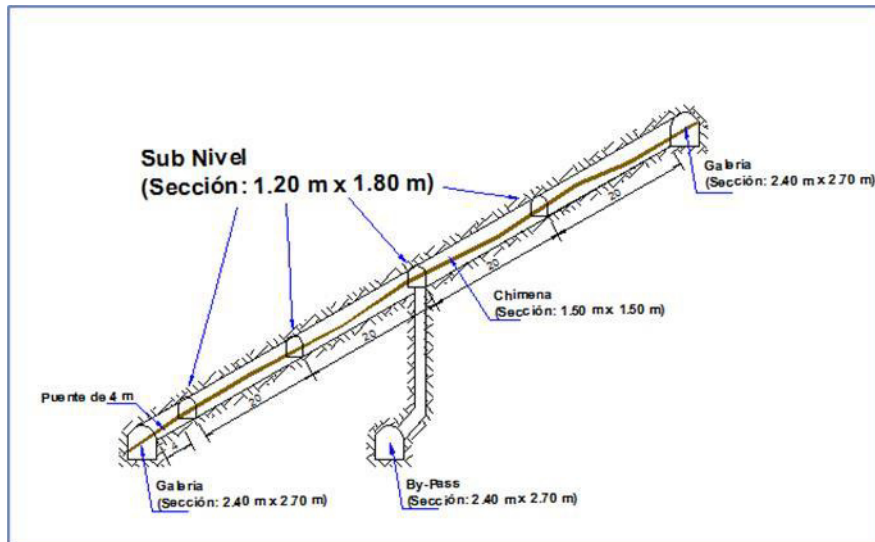 Sub Nivel
(Sección: 1.20 m x 1.80 m)
Galeria
(Sección: 2.40 m x 2.70 m)
20
20
Chimena
(Sección: 1.50 m x 1.50 m)
20
20
Puente de 4 m
4
Galeria
(Sección: 2.40 m x 2.70 m)
By-Pass
(Sección: 2.40 m x 2.70 m)